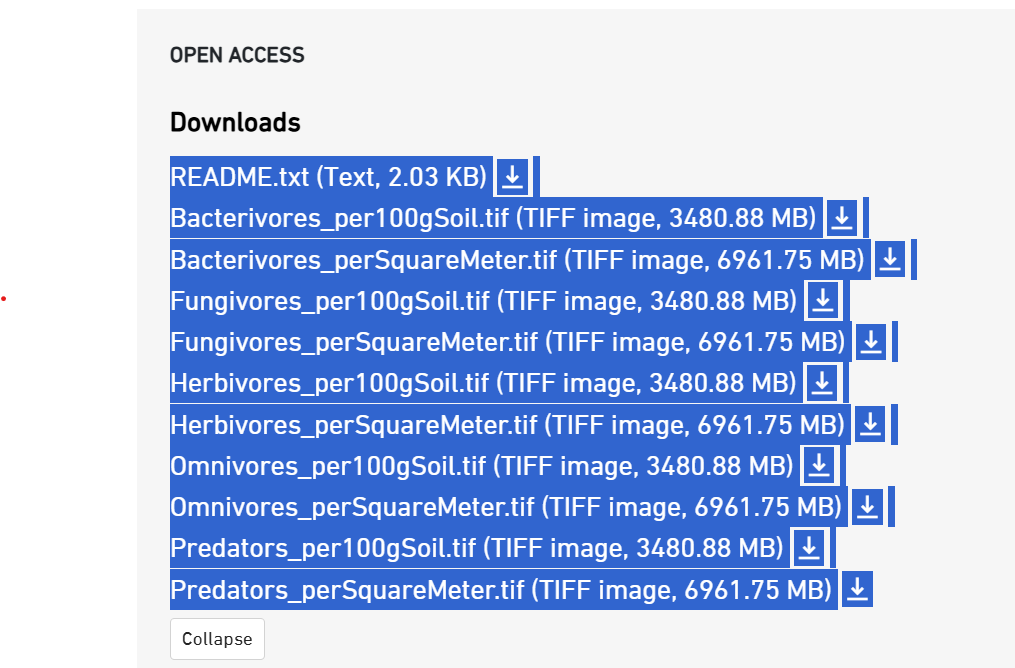 OPEN ACCESS
Downloads
README.txt (Text, 2.03 KB)
Bacterivores_per100gSoil.tif (TIFF image, 3480.88 MB)
Bacterivores_perSquareMeter.tif (TIFF image, 6961.75 MB)
Fungivores_per100gSoil.tif (TIFF image, 3480.88 MB)
Fungivores_perSquareMeter.tif (TIFF image, 6961.75 MB)
Herbivores_per100gSoil.tif (TIFF image, 3480.88 MB)
Herbivores_perSquareMeter.tif (TIFF image, 6961.75 MB)
Omnivores_per100gSoil.tif (TIFF image, 3480.88 MB)
Omnivores_perSquareMeter.tif (TIFF image, 6961.75 MB)
Predators_per100gSoil.tif (TIFF image, 3480.88 MB)
Predators_perSquareMeter.tif (TIFF image, 6961.75 MB)
Collapse